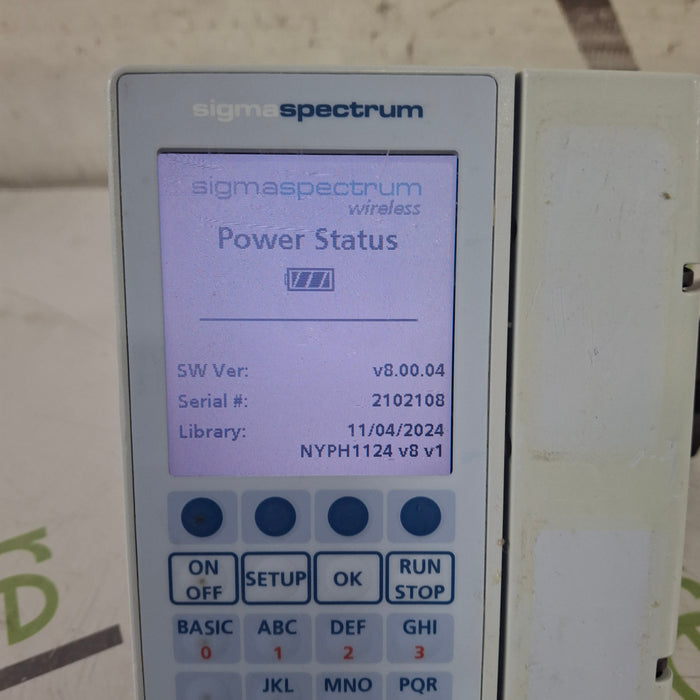 sigmaspectrum
sigmaspectrum
wireless
Power Status
SW Ver: v8.00.04
Serial #: 2102108
Library: 11/04/2024
NYPH1124 v8 v1
ON OFF SETUP OK RUN STOP
BASIC ABC DEF GHI
0 1 2 3
JKL MNO PQR